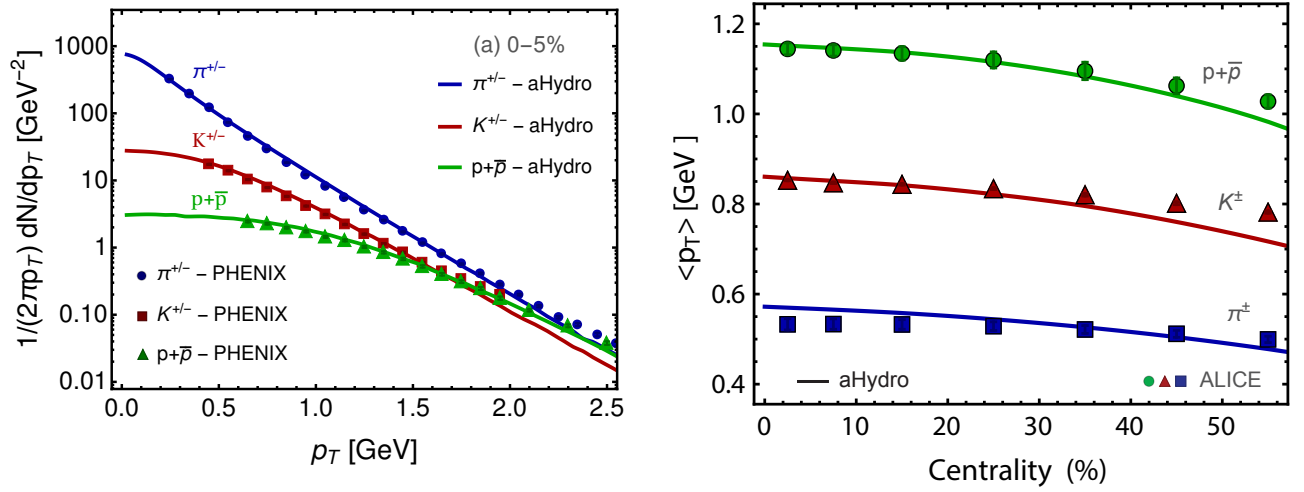 1/(2πp_T) dN/dp_T [GeV⁻²]
1000
100
10
1
0.10
0.01
(a) 0–5%
π⁺/⁻
K⁺/⁻
p+p̅
π⁺/⁻ – aHydro
K⁺/⁻ – aHydro
p+p̅ – aHydro
π⁺/⁻ – PHENIX
K⁺/⁻ – PHENIX
p+p̅ – PHENIX
0.0 0.5 1.0 1.5 2.0 2.5
p_T [GeV]
<p_T> [GeV]
1.2
1.0
0.8
0.6
0.4
p+p̅
K^±
π^±
aHydro
ALICE
0 10 20 30 40 50
Centrality (%)